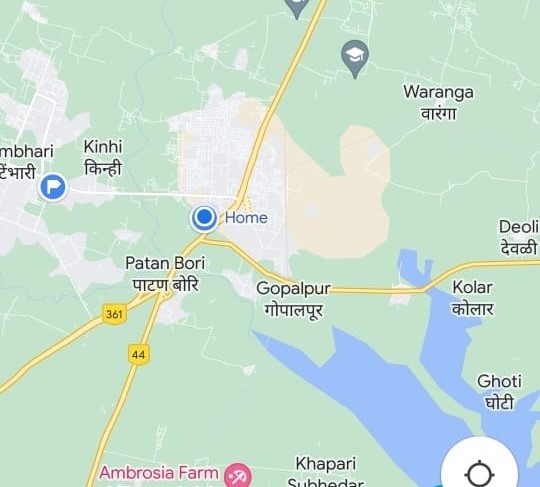 Waranga
वारंगा
Kinhi
किन्ही
mbhari
टेंभारी
Home
Deoli
देवळी
Patan Bori
पाटण बोरि
Gopalpur
गोपालपूर
Kolar
कोलार
361
44
Ghoti
घोटी
Khapari
Subhedar
Ambrosia Farm